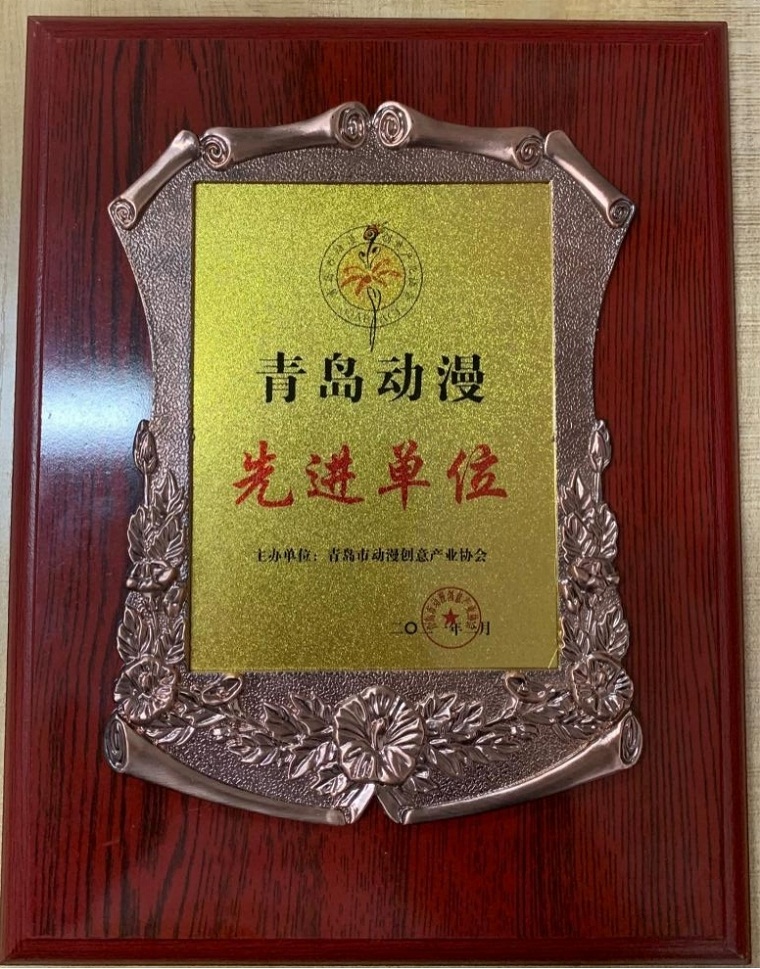 青岛动漫
先进单位
主办单位：青岛市动漫创意产业协会
二〇 年 月